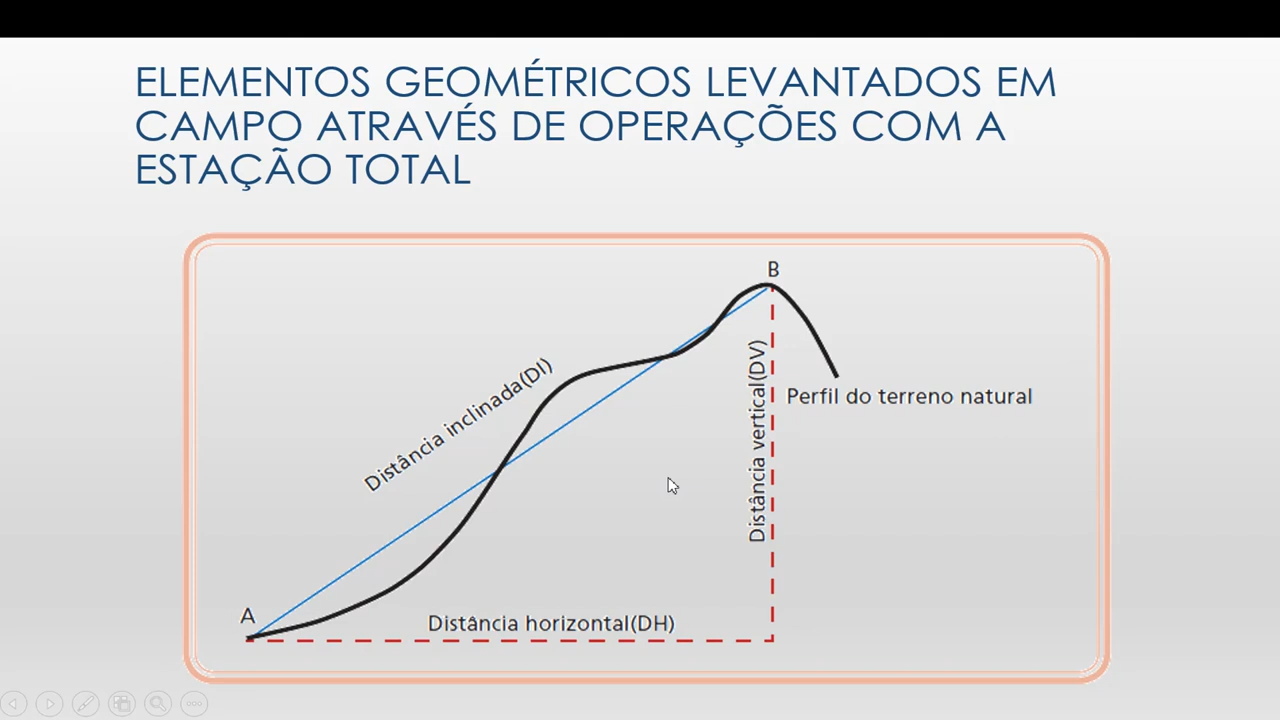 ELEMENTOS GEOMÉTRICOS LEVANTADOS EM
CAMPO ATRAVÉS DE OPERAÇÕES COM A
ESTAÇÃO TOTAL
B
Distância inclinada(DI)
Distância vertical(DV)
Perfil do terreno natural
A
Distância horizontal(DH)